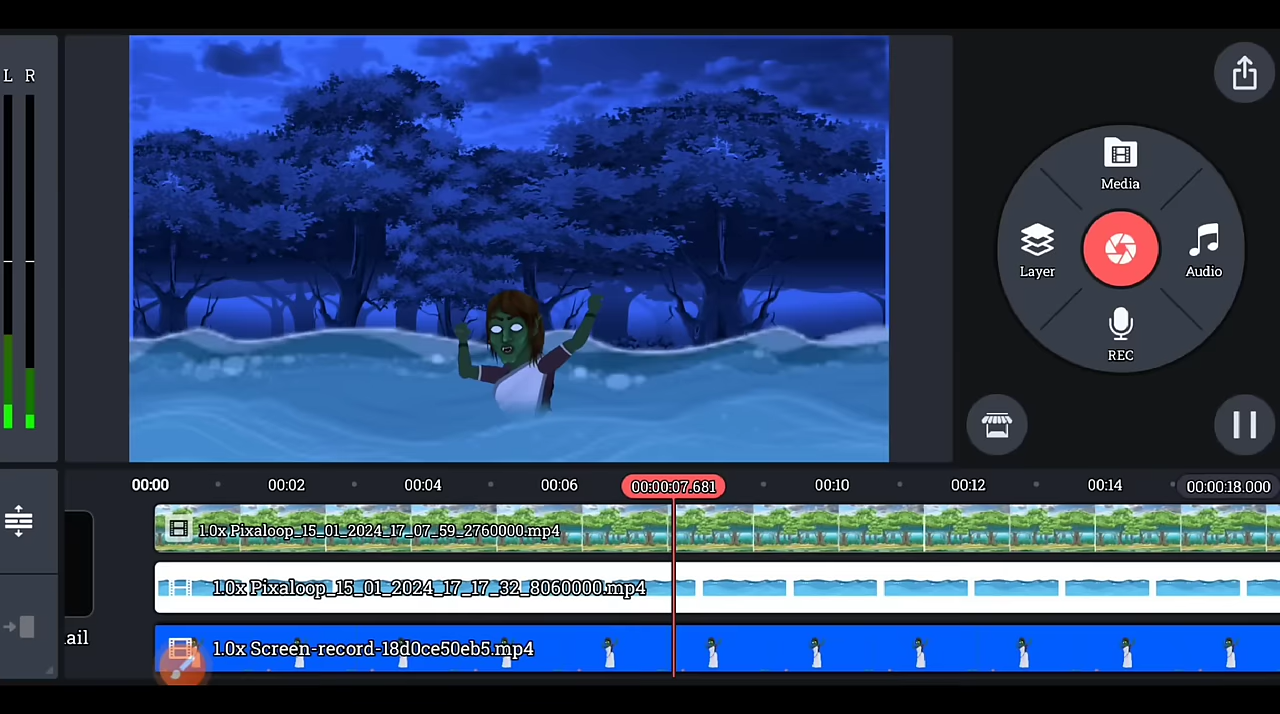 L R
Media
Layer
Audio
REC
00:00
00:02
00:04
00:06
00:00:07.681
00:10
00:12
00:14
00:00:18.000
1.0x Pixaloop_15_01_2024_17_07_59_2760000.mp4
1.0x Pixaloop_15_01_2024_17_17_32_8060000.mp4
ail
1.0x Screen-record-18d0ce50eb5.mp4